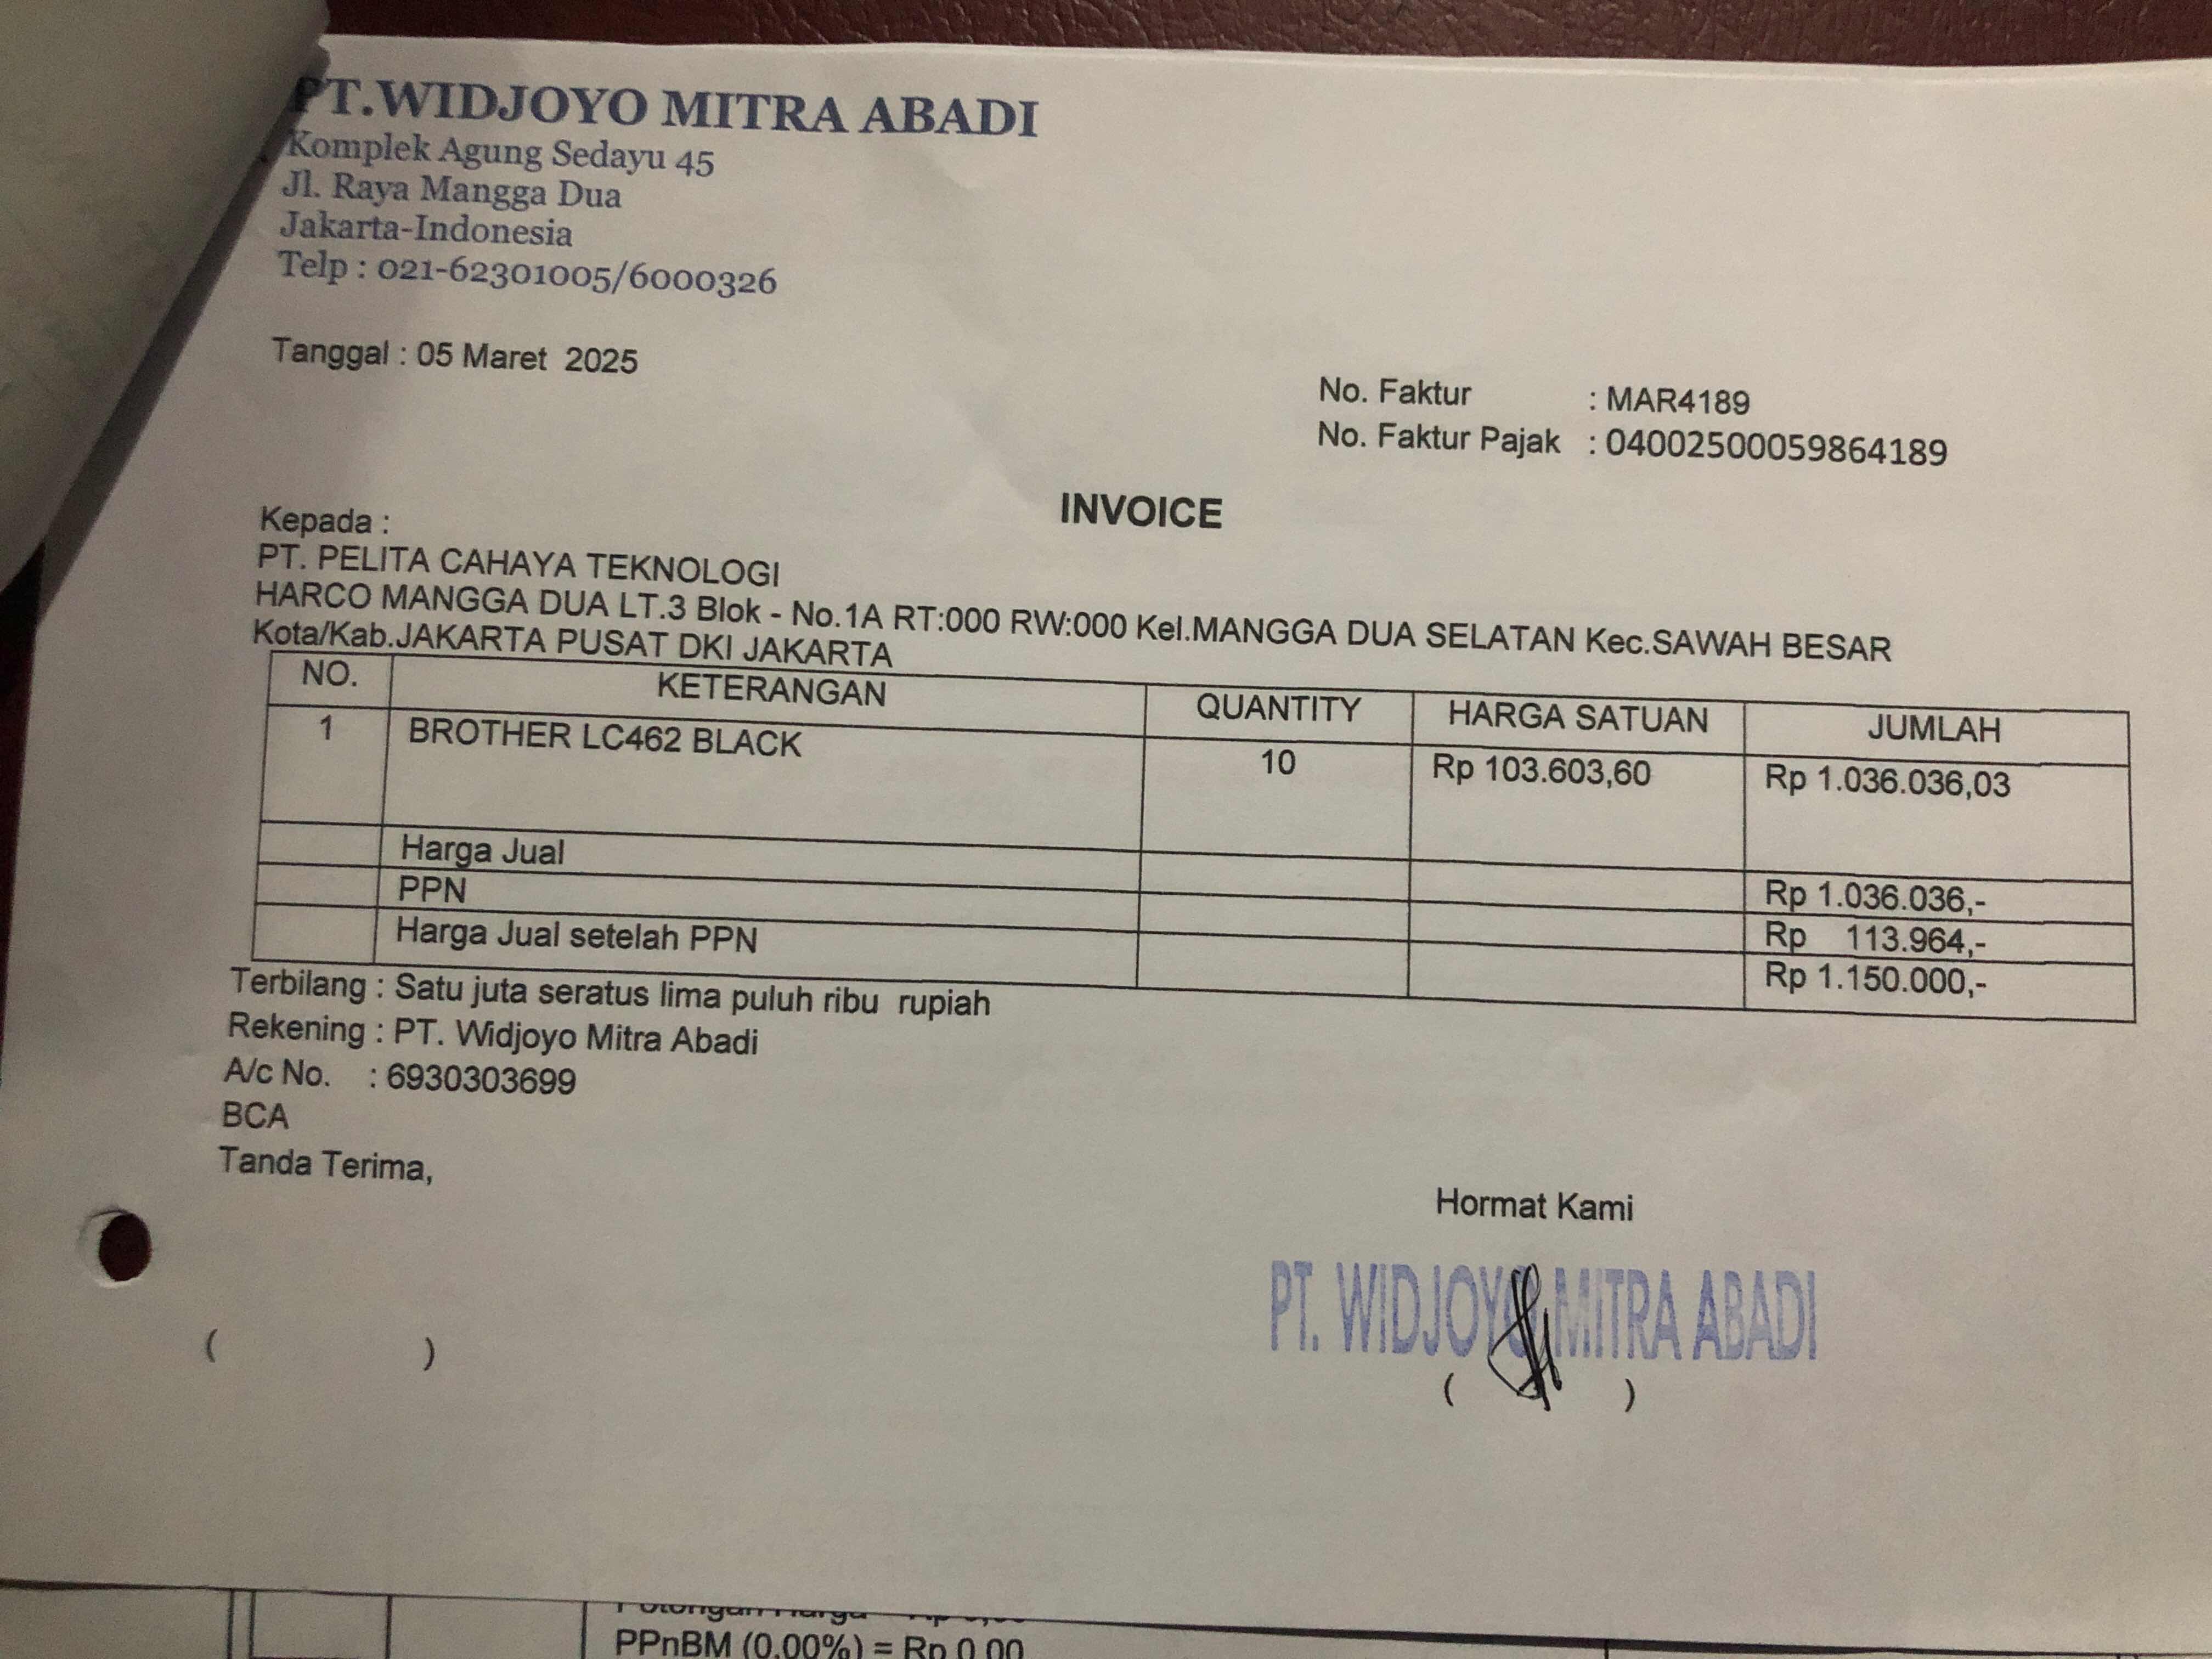 PT.WIDJOYO MITRA ABADI
Komplek Agung Sedayu 45
Jl. Raya Mangga Dua
Jakarta-Indonesia
Telp : 021-62301005/6000326
Tanggal : 05 Maret 2025
No. Faktur : MAR4189
No. Faktur Pajak : 04002500059864189
INVOICE
Kepada :
PT. PELITA CAHAYA TEKNOLOGI
HARCO MANGGA DUA LT.3 Blok - No.1A RT:000 RW:000 Kel.MANGGA DUA SELATAN Kec.SAWAH BESAR
Kota/Kab.JAKARTA PUSAT DKI JAKARTA
NO. KETERANGAN QUANTITY HARGA SATUAN JUMLAH
1 BROTHER LC462 BLACK 10 Rp 103.603,60 Rp 1.036.036,03
Harga Jual Rp 1.036.036,-
PPN Rp 113.964,-
Harga Jual setelah PPN Rp 1.150.000,-
Terbilang : Satu juta seratus lima puluh ribu rupiah
Rekening : PT. Widjoyo Mitra Abadi
A/c No. : 6930303699
BCA
Tanda Terima,
Hormat Kami
PT. WIDJOYO MITRA ABADI
( ) ( )
Potongan Harga = Rp 0,00
PPnBM (0,00%) = Rp 0,00